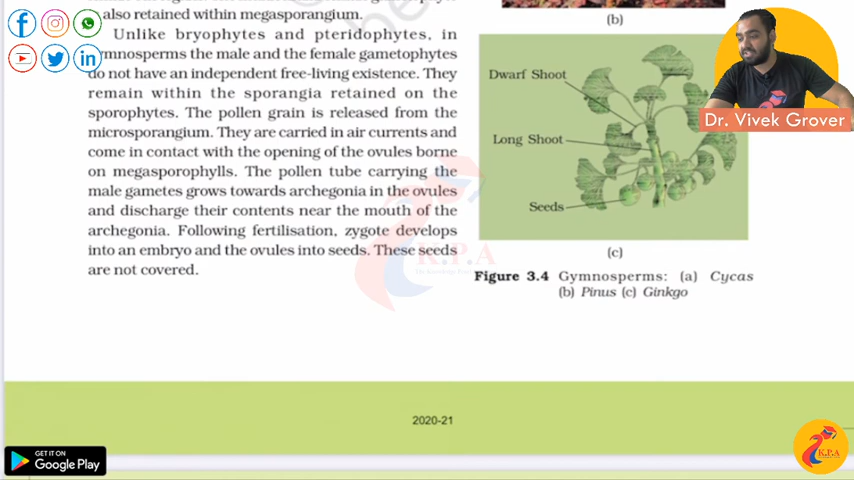 also retained within megasporangium.
Unlike bryophytes and pteridophytes, in
gymnosperms the male and the female gametophytes
do not have an independent free-living existence. They
remain within the sporangia retained on the
sporophytes. The pollen grain is released from the
microsporangium. They are carried in air currents and
come in contact with the opening of the ovules borne
on megasporophylls. The pollen tube carrying the
male gametes grows towards archegonia in the ovules
and discharge their contents near the mouth of the
archegonia. Following fertilisation, zygote develops
into an embryo and the ovules into seeds. These seeds
are not covered.
(b)
Dwarf Shoot
Long Shoot
Seeds
(c)
Figure 3.4 Gymnosperms: (a) Cycas
(b) Pinus (c) Ginkgo
Dr. Vivek Grover
K.P.A
2020-21
GET IT ON
Google Play
K.P.A